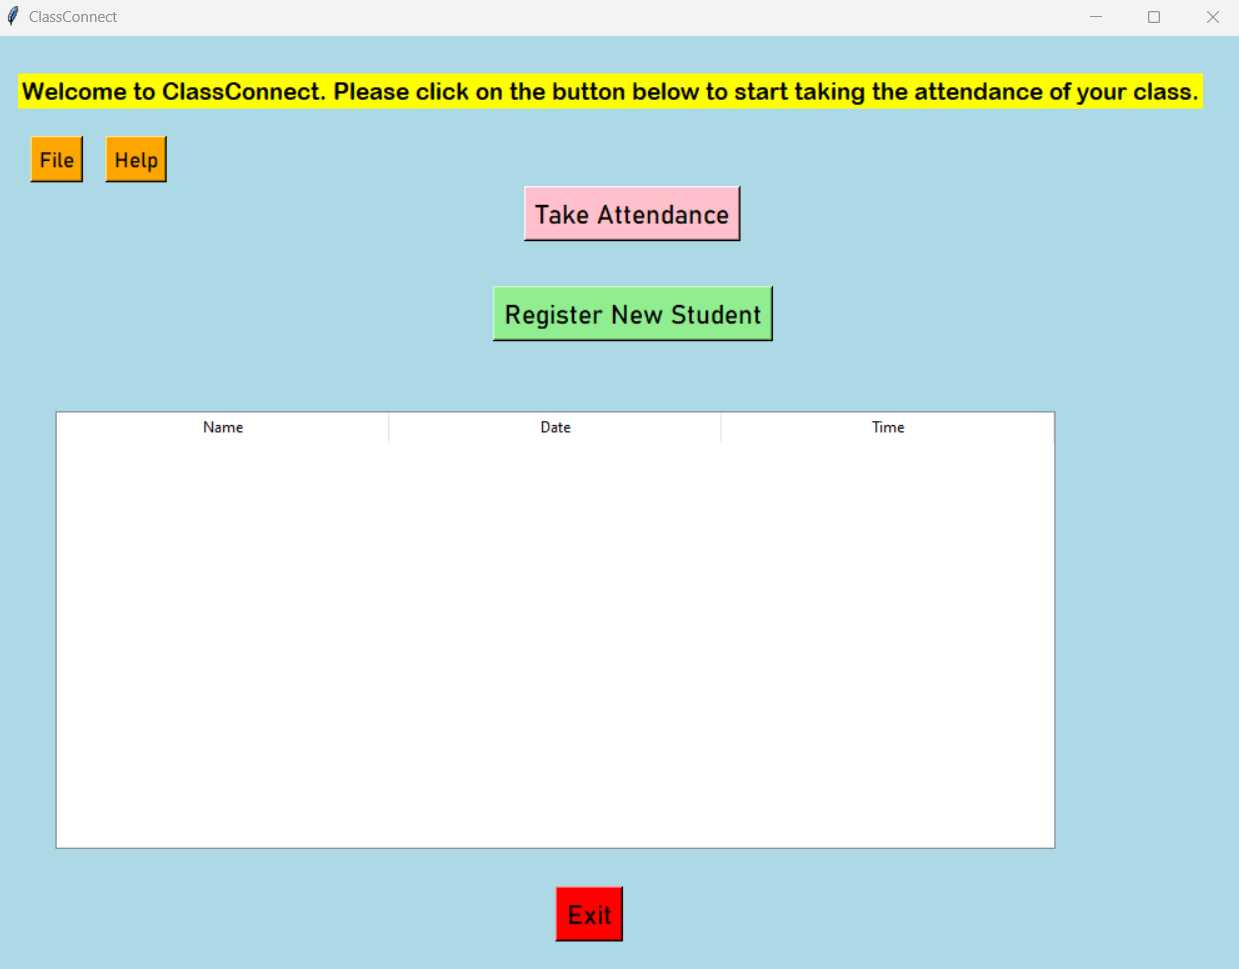 ClassConnect
Welcome to ClassConnect. Please click on the button below to start taking the attendance of your class.
File Help
Take Attendance
Register New Student
Name Date Time
Exit